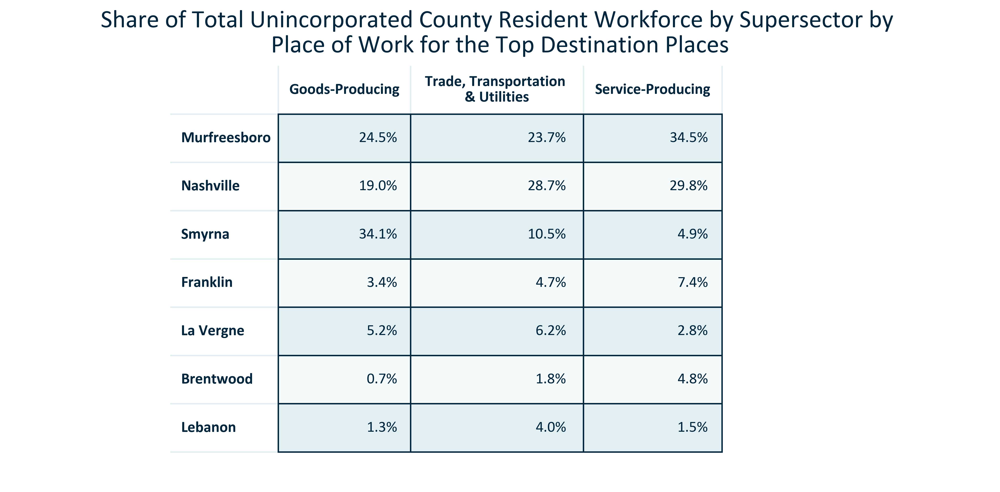 Share of Total Unincorporated County Resident Workforce by Supersector by
Place of Work for the Top Destination Places
Goods-Producing
Trade, Transportation
& Utilities
Service-Producing
Murfreesboro 24.5% 23.7% 34.5%
Nashville 19.0% 28.7% 29.8%
Smyrna 34.1% 10.5% 4.9%
Franklin 3.4% 4.7% 7.4%
La Vergne 5.2% 6.2% 2.8%
Brentwood 0.7% 1.8% 4.8%
Lebanon 1.3% 4.0% 1.5%